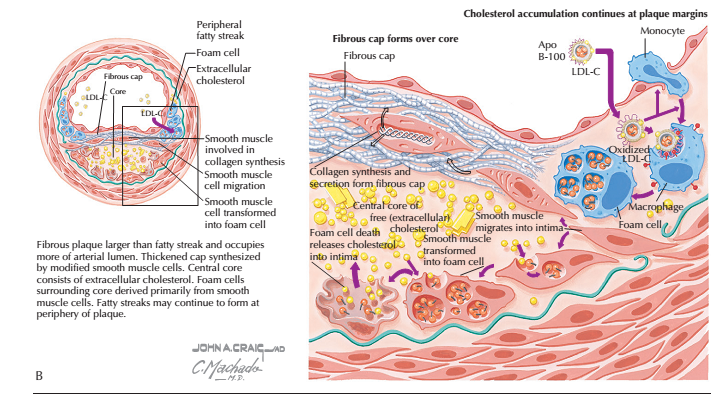 Cholesterol accumulation continues at plaque margins
Peripheral
fatty streak
Foam cell
Extracellular
cholesterol
Fibrous cap
Core
LDL-C
LDL-C
Smooth muscle
involved in
collagen synthesis
Smooth muscle
cell migration
Smooth muscle
cell transformed
into foam cell
Fibrous plaque larger than fatty streak and occupies
more of arterial lumen. Thickened cap synthesized
by modified smooth muscle cells. Central core
consists of extracellular cholesterol. Foam cells
surrounding core derived primarily from smooth
muscle cells. Fatty streaks may continue to form at
periphery of plaque.
JOHN A. CRAIG MD
C. Machado
M.D.
B
Fibrous cap forms over core
Fibrous cap
Apo
B-100
LDL-C
Monocyte
Oxidized
LDL-C
Macrophage
Foam cell
Collagen synthesis and
secretion form fibrous cap
Central core of
free (extracellular)
cholesterol
Smooth muscle
migrates into intima
Foam cell death
releases cholesterol
into intima
Smooth muscle
transformed
into foam cell